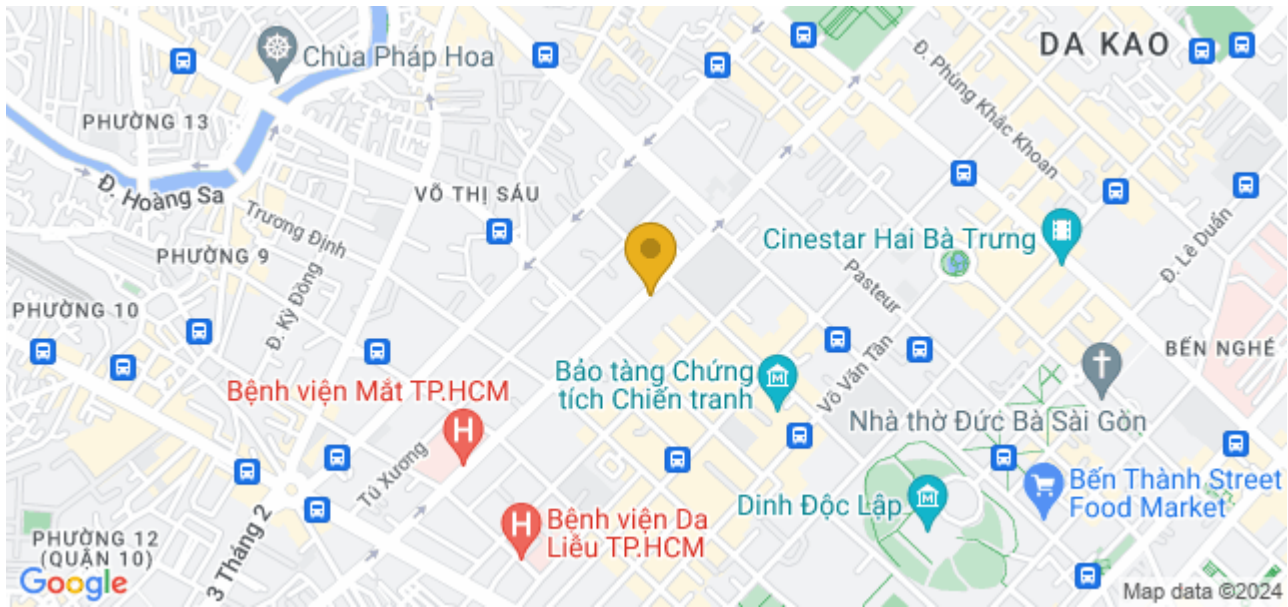 DA KAO
Chùa Pháp Hoa
Đ. Phùng Khắc Khoan
PHƯỜNG 13
Đ. Hoàng Sa
VÕ THỊ SÁU
Trương Định
Cinestar Hai Bà Trưng
Đ. Lê Duẩn
PHƯỜNG 9
Pasteur
Đ. Kỳ Đồng
PHƯỜNG 10
BẾN NGHÉ
Võ Văn Tần
Bảo tàng Chứng
tích Chiến tranh
Bệnh viện Mắt TP.HCM
Nhà thờ Đức Bà Sài Gòn
Tú Xương
Bến Thành Street
Food Market
Dinh Độc Lập
Bệnh viện Da
Liễu TP.HCM
3 Tháng 2
PHƯỜNG 12
(QUẬN 10)
Google
Map data ©2024